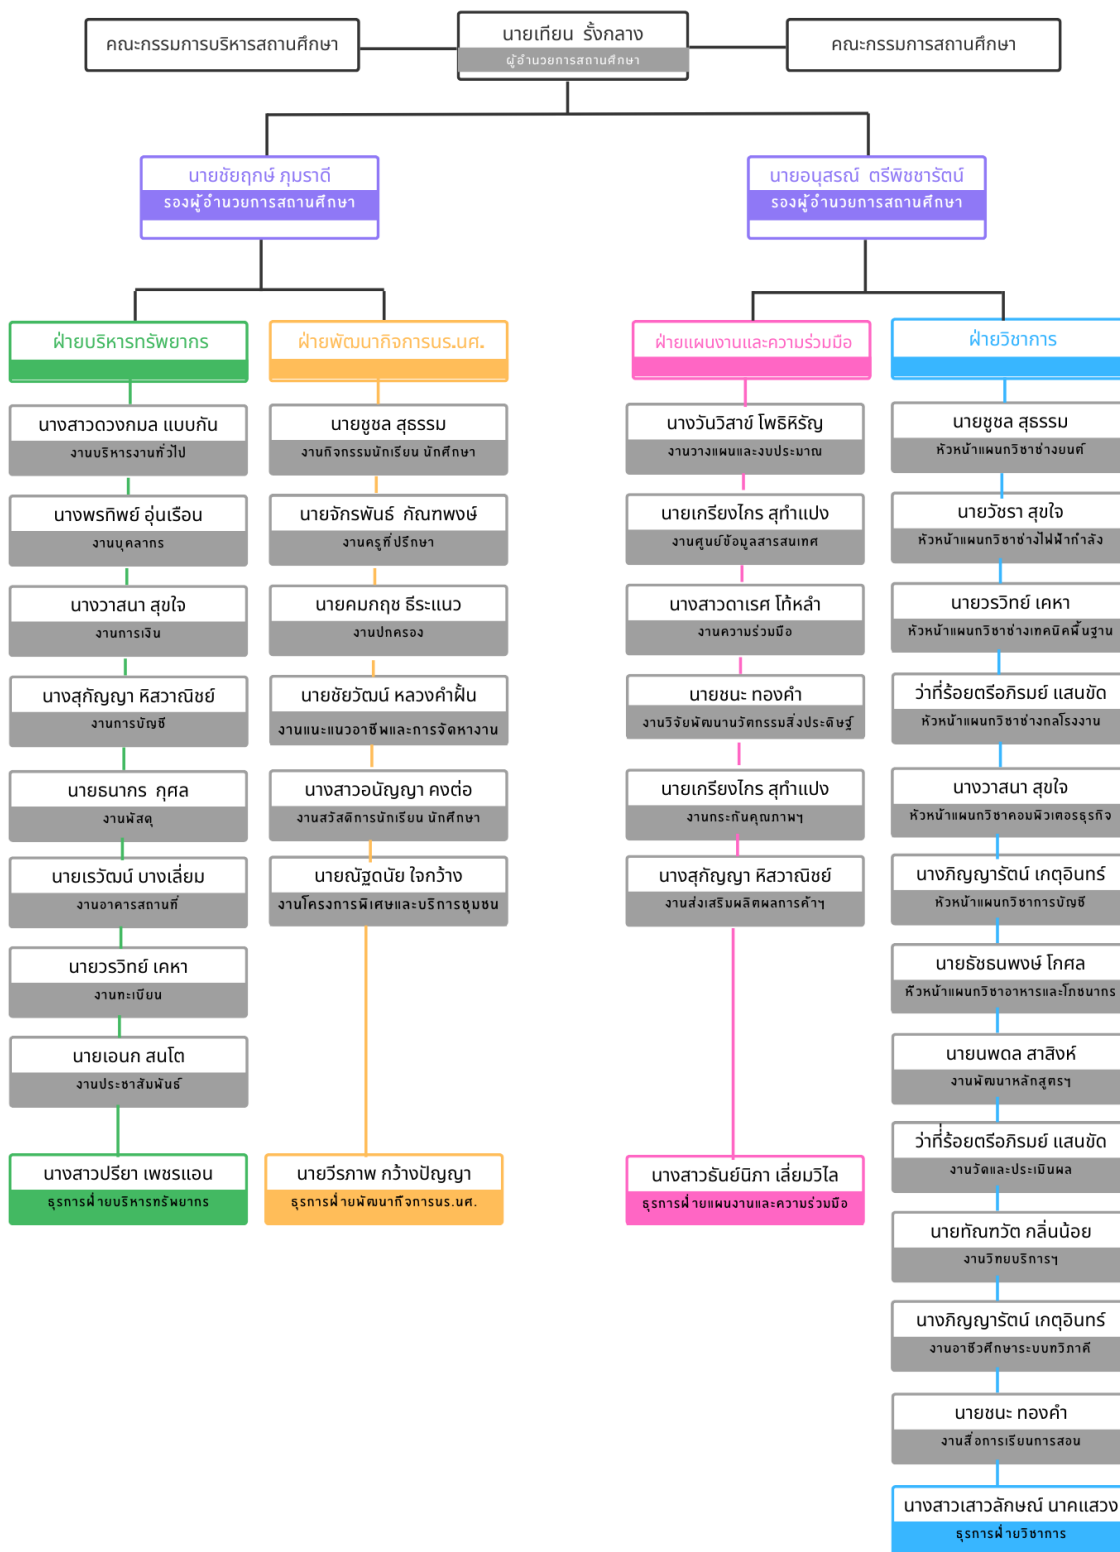 คณะกรรมการบริหารสถานศึกษา
นายเทียน รั้งกลาง
ผู้อำนวยการสถานศึกษา
คณะกรรมการสถานศึกษา
นายชัยฤกษ์ ภุมราดี
รองผู้อำนวยการสถานศึกษา
นายอนุสรณ์ ตรีพิชชารัตน์
รองผู้อำนวยการสถานศึกษา
ฝ่ายบริหารทรัพยากร
นางสาวดวงกมล แบบกัน
งานบริหารงานทั่วไป
นางพรทิพย์ อุ่นเรือน
งานบุคลากร
นางวาสนา สุขใจ
งานการเงิน
นางสุกัญญา หิสวาณิชย์
งานการบัญชี
นายธนากร กุศล
งานพัสดุ
นายเรวัฒน์ บางเลี่ยม
งานอาคารสถานที่
นายวรวิทย์ เคหา
งานทะเบียน
นายเอนก สนโต
งานประชาสัมพันธ์
นางสาวปรียา เพชรแอน
ธุรการฝ่ายบริหารทรัพยากร
ฝ่ายพัฒนากิจการนร.นศ.
นายชูชล สุธรรม
งานกิจกรรมนักเรียน นักศึกษา
นายจักรพันธ์ กัณฑพงษ์
งานครูที่ปรึกษา
นายคมกฤช ธีระแนว
งานปกครอง
นายชัยวัฒน์ หลวงคำฝั้น
งานแนะแนวอาชีพและการจัดหางาน
นางสาวอนัญญา คงต่อ
งานสวัสดิการนักเรียน นักศึกษา
นายณัฐดนัย ใจกว้าง
งานโครงการพิเศษและบริการชุมชน
นายวีรภาพ กว้างปัญญา
ธุรการฝ่ายพัฒนากิจการนร.นศ.
ฝ่ายแผนงานและความร่วมมือ
นางวันวิสาข์ โพธิหิรัญ
งานวางแผนและงบประมาณ
นายเกรียงไกร สุทำแปง
งานศูนย์ข้อมูลสารสนเทศ
นางสาวดาเรศ โท้หลำ
งานความร่วมมือ
นายชนะ ทองคำ
งานวิจัยพัฒนานวัตกรรมสิ่งประดิษฐ์
นายเกรียงไกร สุทำแปง
งานกระกันคุณภาพฯ
นางสุกัญญา หิสวาณิชย์
งานส่งเสริมผลิตผลการค้าฯ
นางสาวธันย์นิภา เลี่ยมวิไล
ธุรการฝ่ายแผนงานและความร่วมมือ
ฝ่ายวิชาการ
นายชูชล สุธรรม
หัวหน้าแผนกวิชาช่างยนต์
นายวัชรา สุขใจ
หัวหน้าแผนกวิชาช่างไฟฟ้ากำลัง
นายวรวิทย์ เคหา
หัวหน้าแผนกวิชาช่างเทคนิคพื้นฐาน
ว่าที่ร้อยตรีอภิรมย์ แสนขัด
หัวหน้าแผนกวิชาช่างกลโรงงาน
นางวาสนา สุขใจ
หัวหน้าแผนกวิชาคอมพิวเตอรธุรกิจ
นางภิญญารัตน์ เกตุอินทร์
หัวหน้าแผนกวิชาการบัญชี
นายธัชธนพงษ์ โกศล
หัวหน้าแผนกวิชาอาหารและโภชนากร
นายนพดล สาสิงห์
งานพัฒนาหลักสูตรฯ
ว่าที่ร้อยตรีอภิรมย์ แสนขัด
งานวัดและประเมินผล
นายทัณฑวัต กลิ่นน้อย
งานวิทยบริการฯ
นางภิญญารัตน์ เกตุอินทร์
งานอาชีวศึกษาระบบทวิภาคี
นายชนะ ทองคำ
งานสื่อการเรียนการสอน
นางสาวเสาวลักษณ์ นาคแสวง
ธุรการฝ่ายวิชาการ